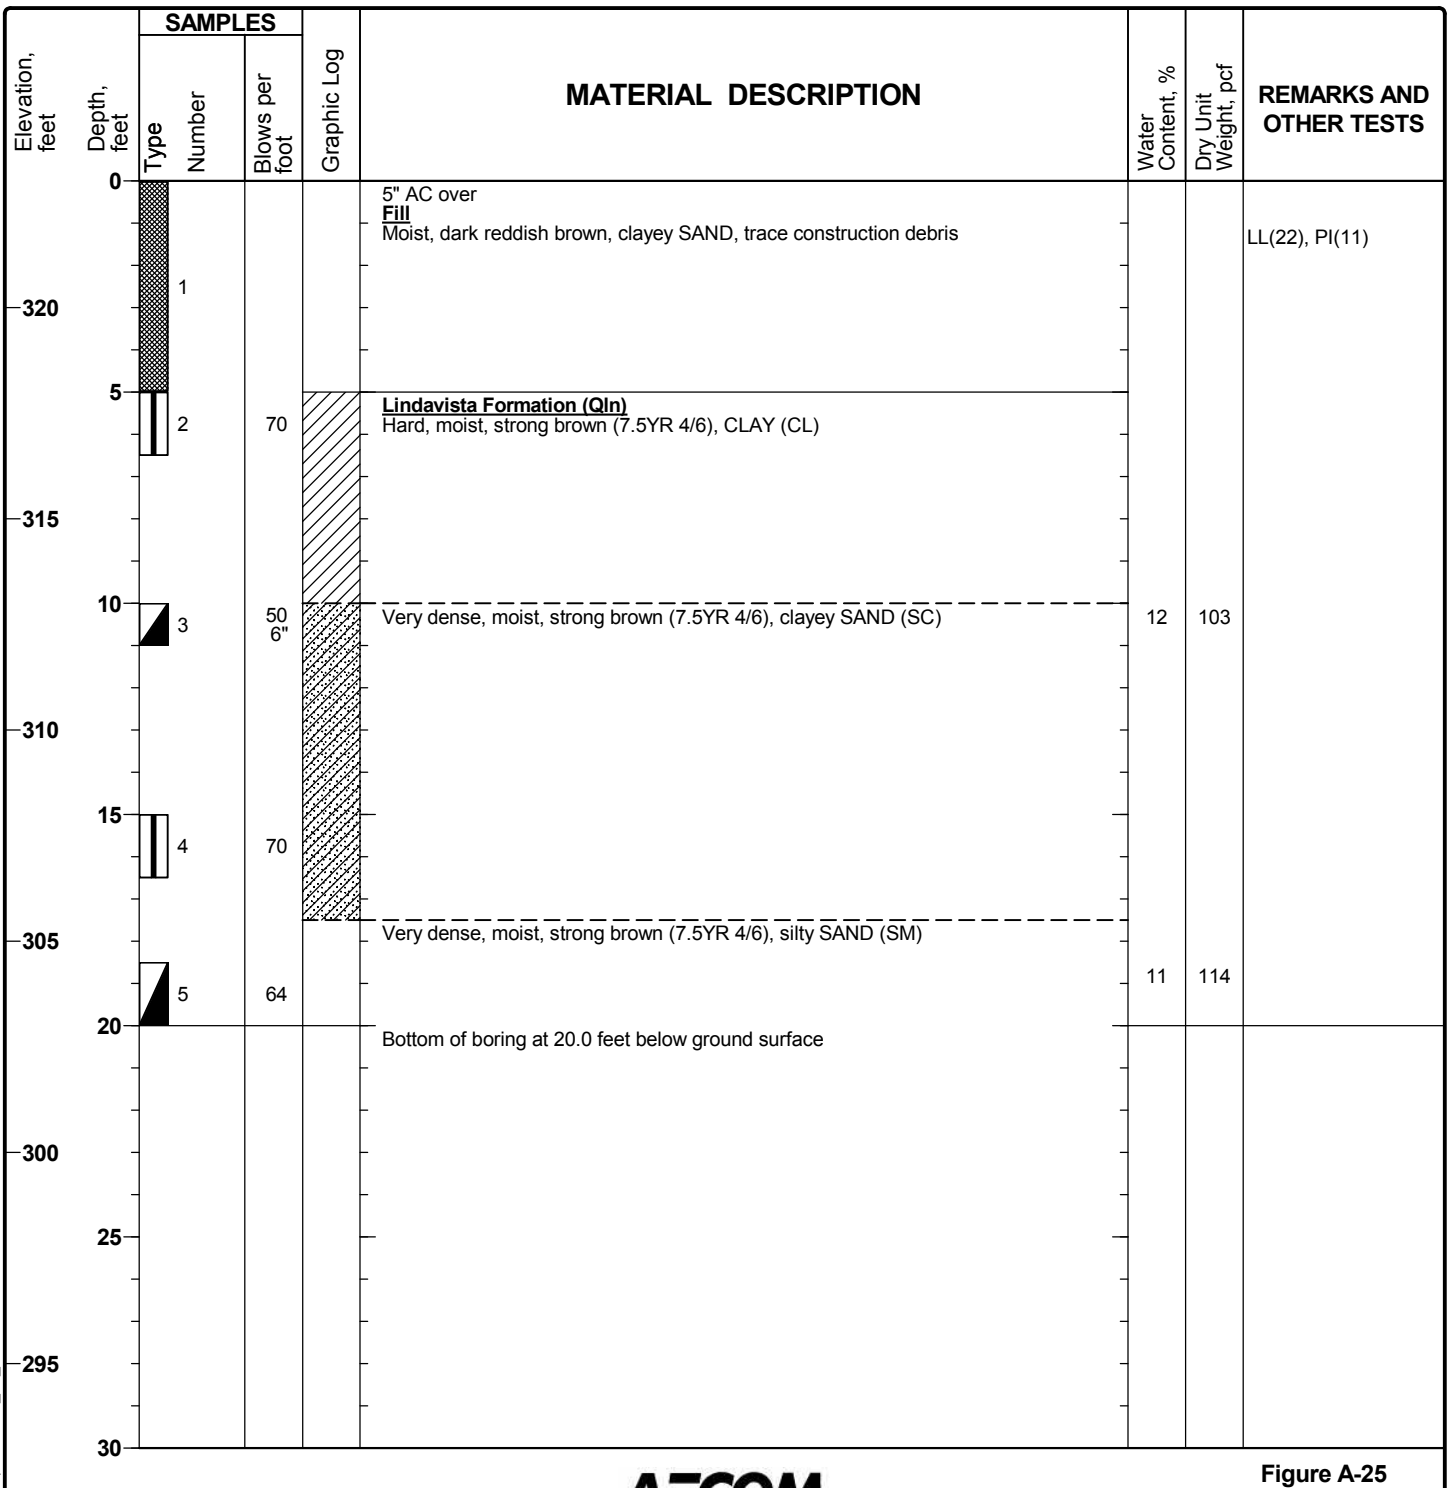 SAMPLES
Elevation,
feet
Depth,
feet
Type
Number
Blows per
foot
Graphic Log
MATERIAL DESCRIPTION
Water
Content, %
Dry Unit
Weight, pcf
REMARKS AND
OTHER TESTS
0
5" AC over
Fill
Moist, dark reddish brown, clayey SAND, trace construction debris
LL(22), PI(11)
1
320
5
Lindavista Formation (Qln)
2 70 Hard, moist, strong brown (7.5YR 4/6), CLAY (CL)
315
10
3 50 6" Very dense, moist, strong brown (7.5YR 4/6), clayey SAND (SC) 12 103
310
15
4 70
305 Very dense, moist, strong brown (7.5YR 4/6), silty SAND (SM)
11 114
5 64
20
Bottom of boring at 20.0 feet below ground surface
300
25
295
30
AECOM
Figure A-25